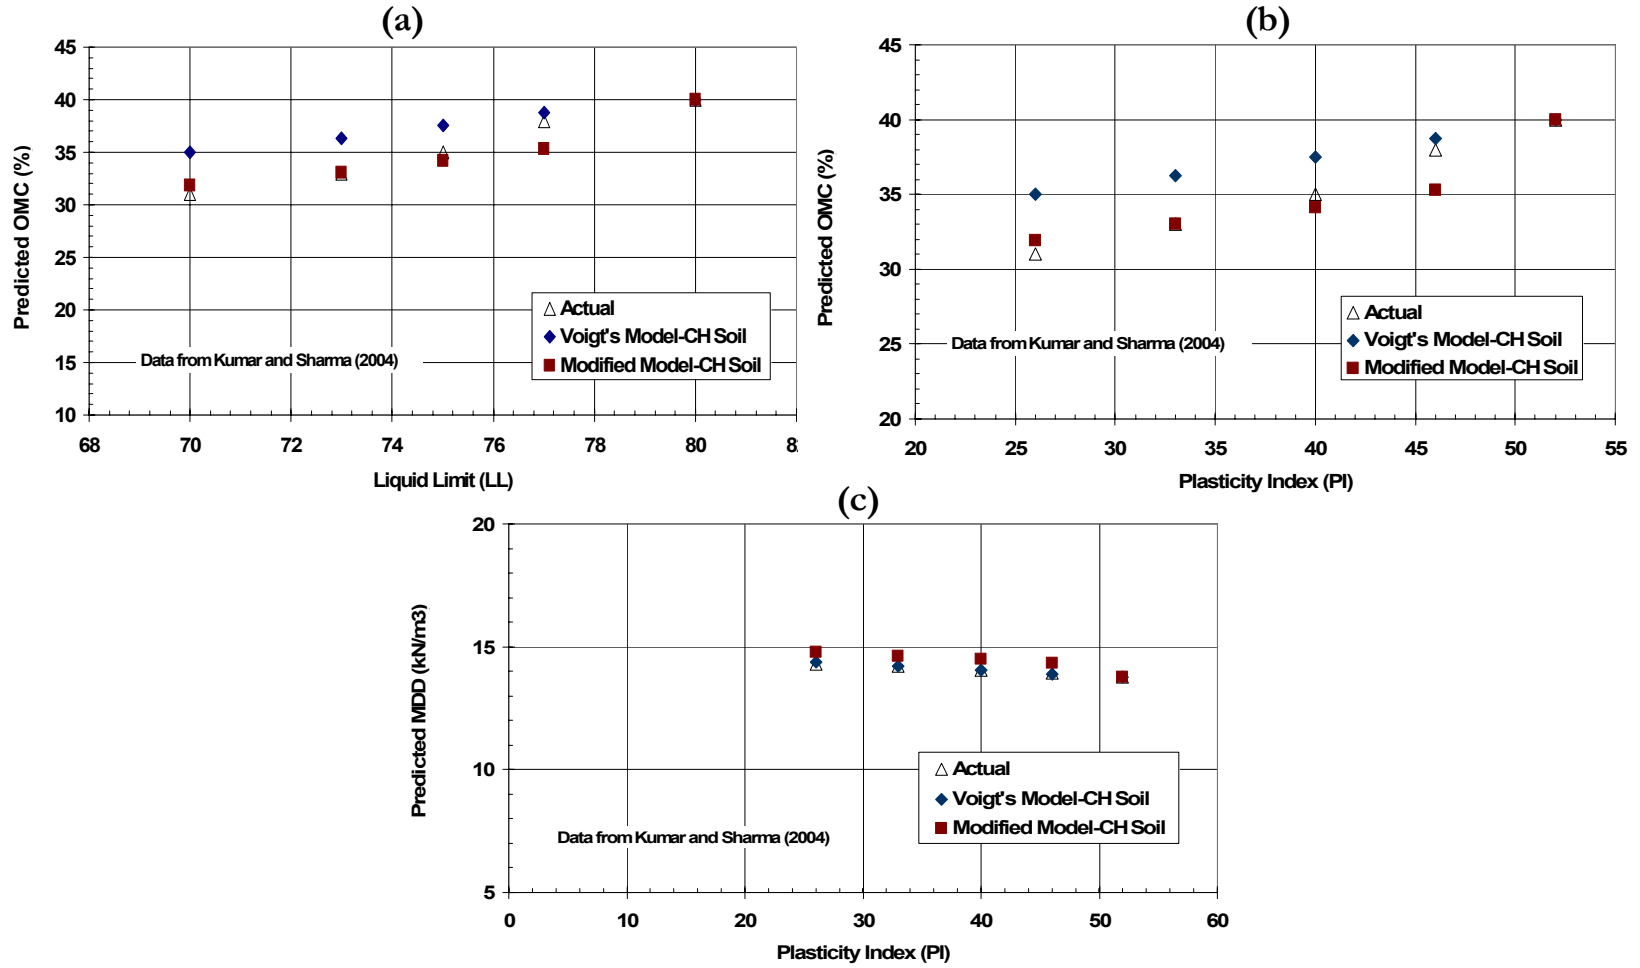 (a)
45
40
35
30
25
20
15
10
Predicted OMC (%)
Actual
Voigt's Model-CH Soil
Modified Model-CH Soil
Data from Kumar and Sharma (2004)
68 70 72 74 76 78 80 8
Liquid Limit (LL)
(b)
45
40
35
30
25
20
Predicted OMC (%)
Actual
Voigt's Model-CH Soil
Modified Model-CH Soil
Data from Kumar and Sharma (2004)
20 25 30 35 40 45 50 55
Plasticity Index (PI)
(c)
20
15
10
5
Predicted MDD (kN/m3)
Actual
Voigt's Model-CH Soil
Modified Model-CH Soil
Data from Kumar and Sharma (2004)
0 10 20 30 40 50 60
Plasticity Index (PI)